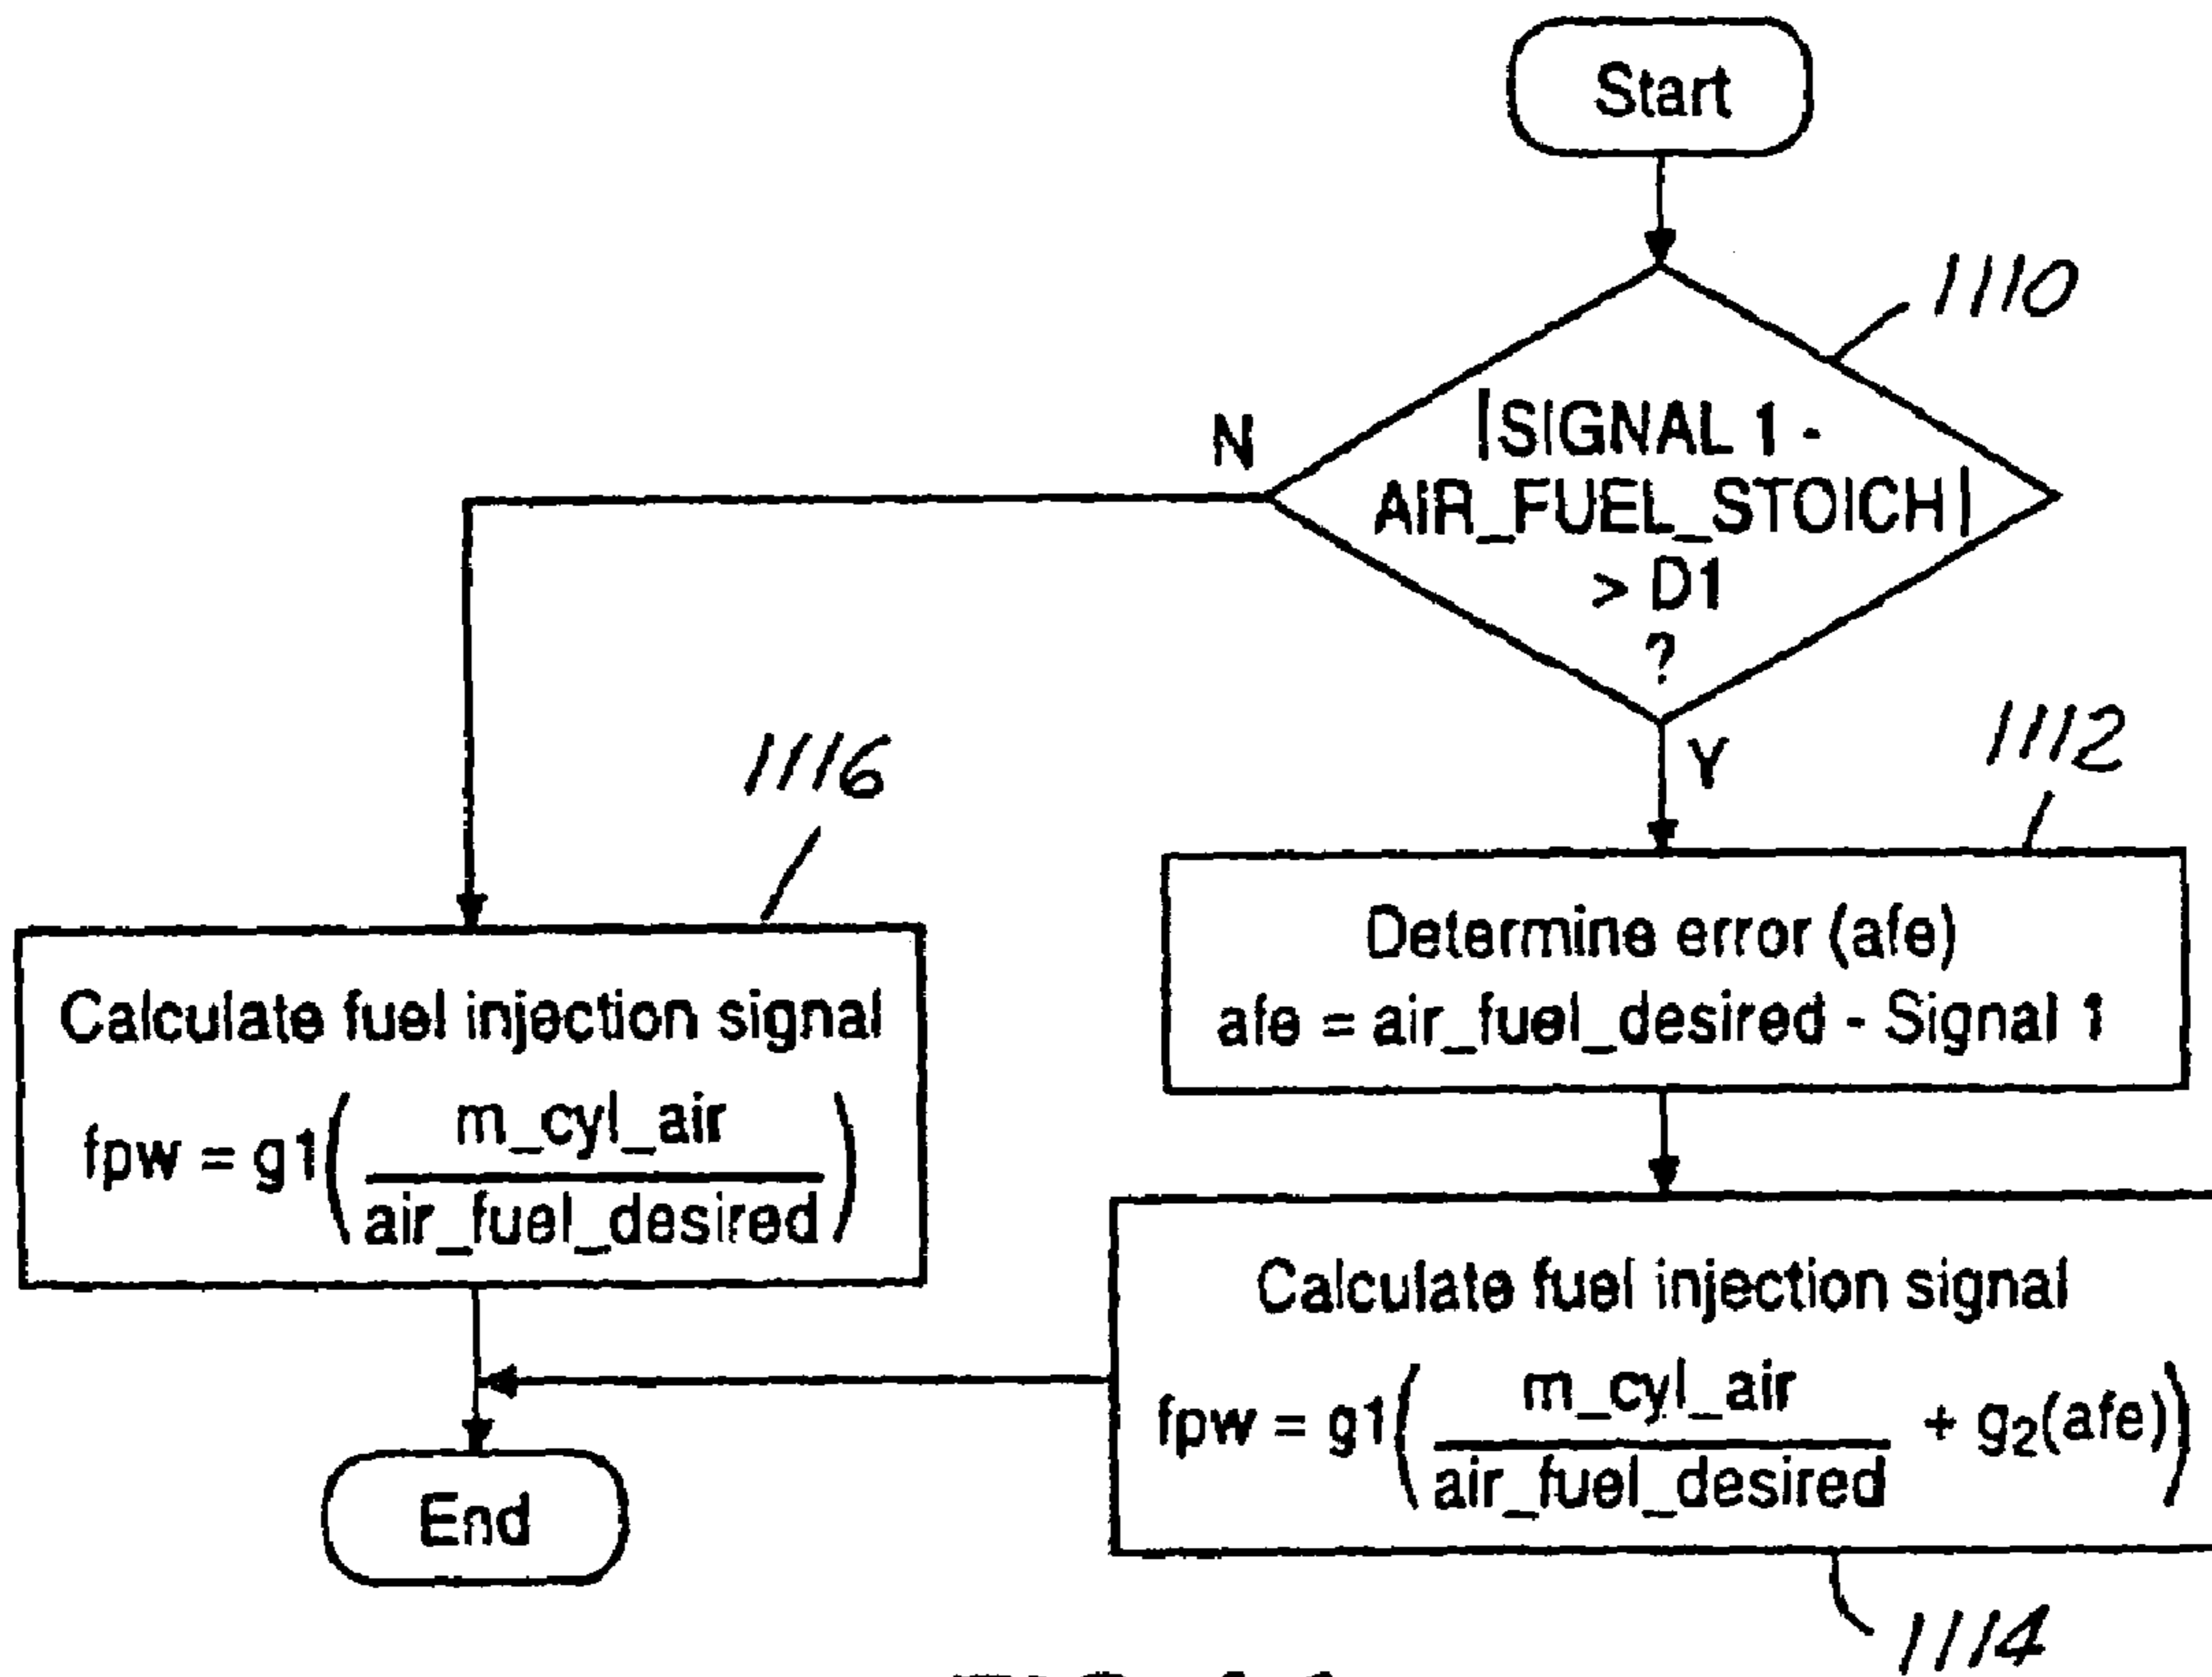 Start
1110
|SIGNAL 1 -
AIR_FUEL_STOICH|
> D1
?
N
Y
1112
Determine error (afe)
afe = air_fuel_desired - Signal 1
1116
Calculate fuel injection signal
fpw = g1( m_cyl_air / air_fuel_desired )
Calculate fuel injection signal
fpw = g1( m_cyl_air / air_fuel_desired + g2(afe))
1114
End